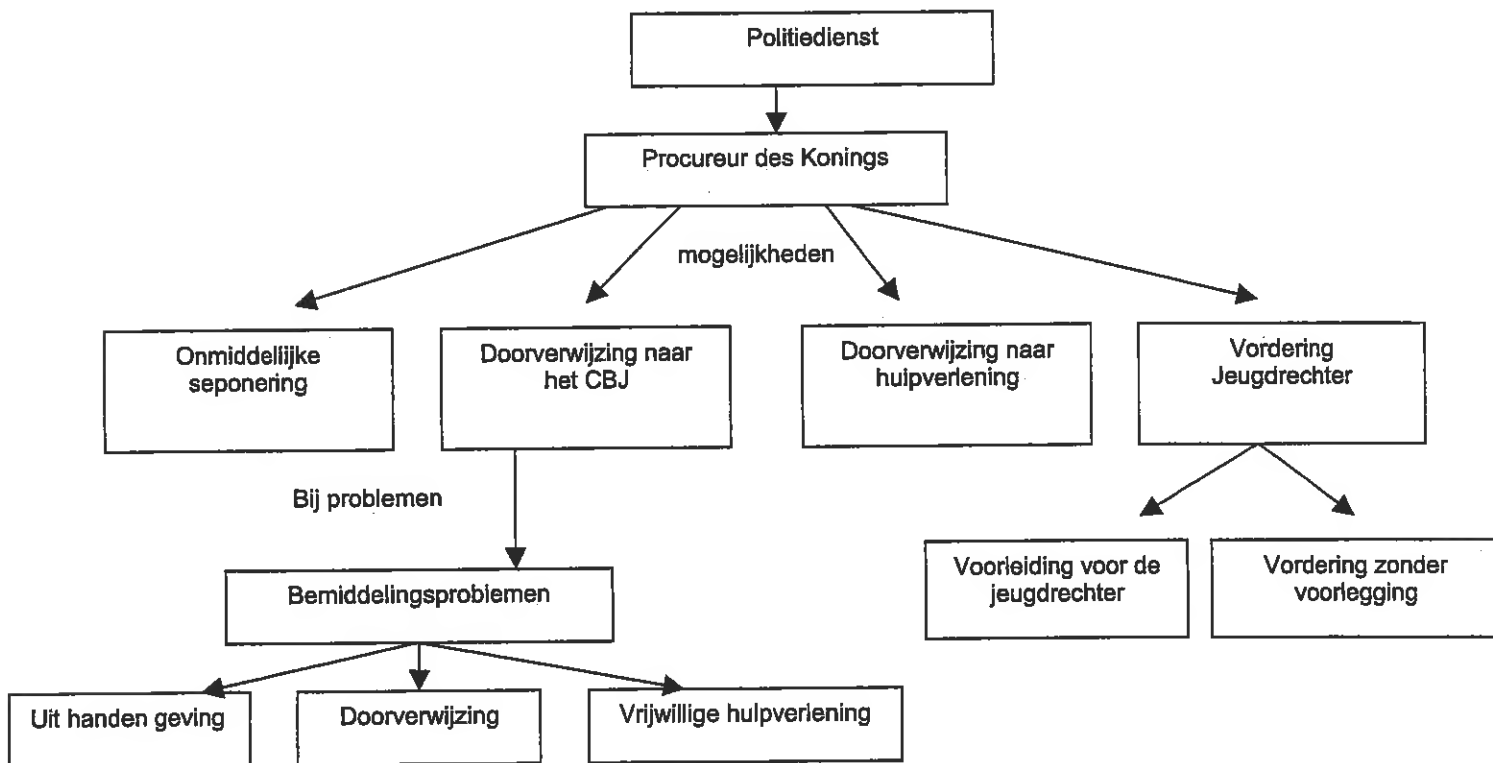 Politiedienst
Procureur des Konings
mogelijkheden
Onmiddellijke
seponering
Doorverwijzing naar
het CBJ
Doorverwijzing naar
hulpverlening
Vordering
Jeugdrechter
Bij problemen
Voorleiding voor de
jeugdrechter
Vordering zonder
voorlegging
Bemiddelingsproblemen
Uit handen geving
Doorverwijzing
Vrijwillige hulpverlening